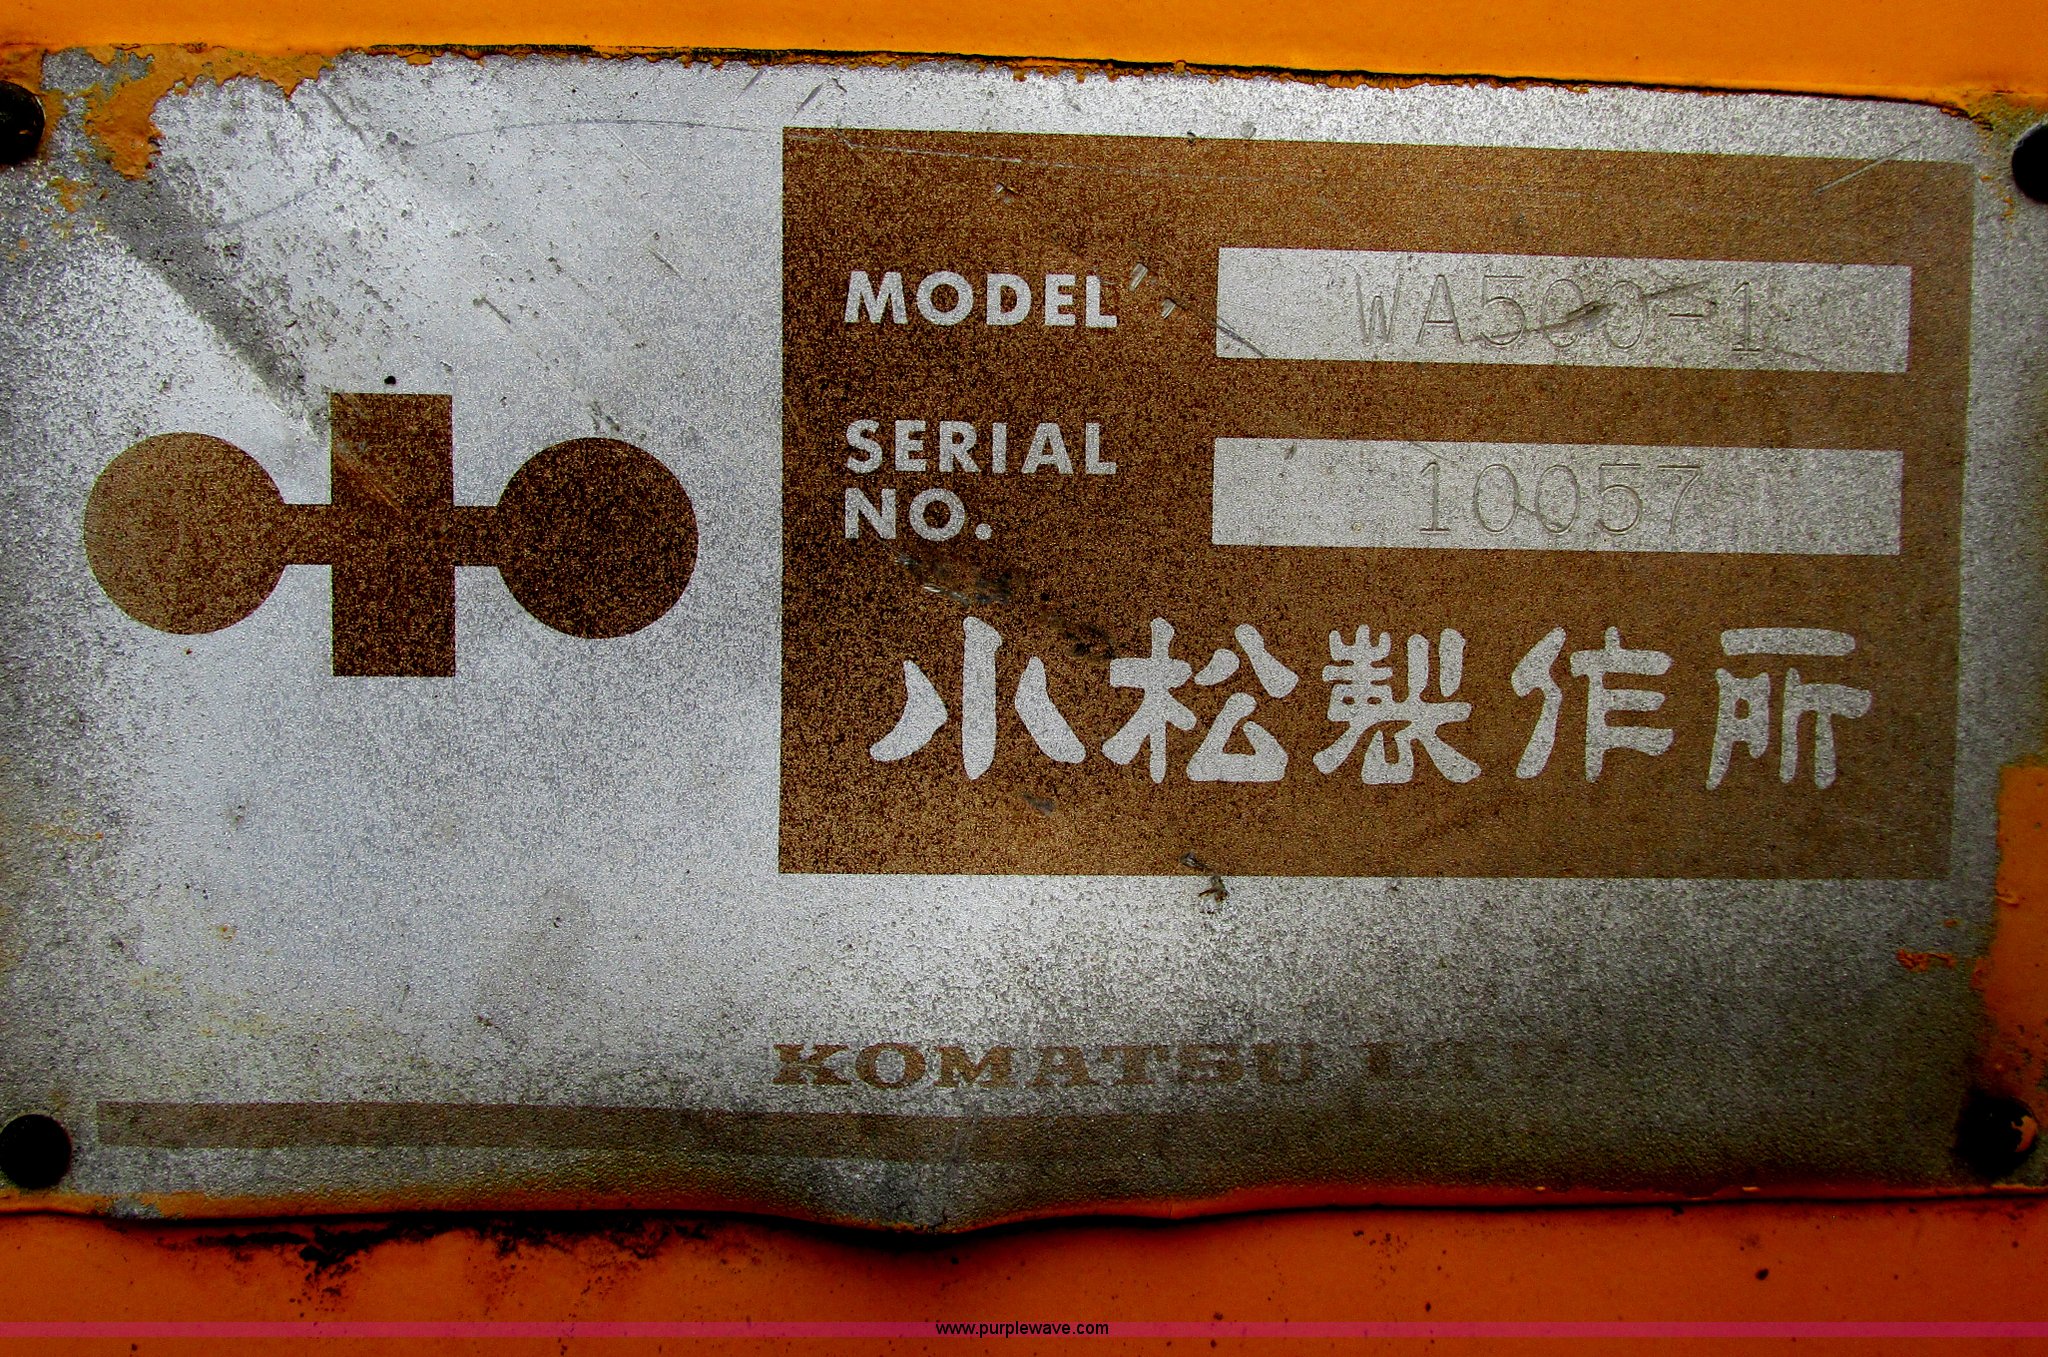 MODEL WA500-1
SERIAL NO. 10057
小松製作所
KOMATSU
www.purplewave.com